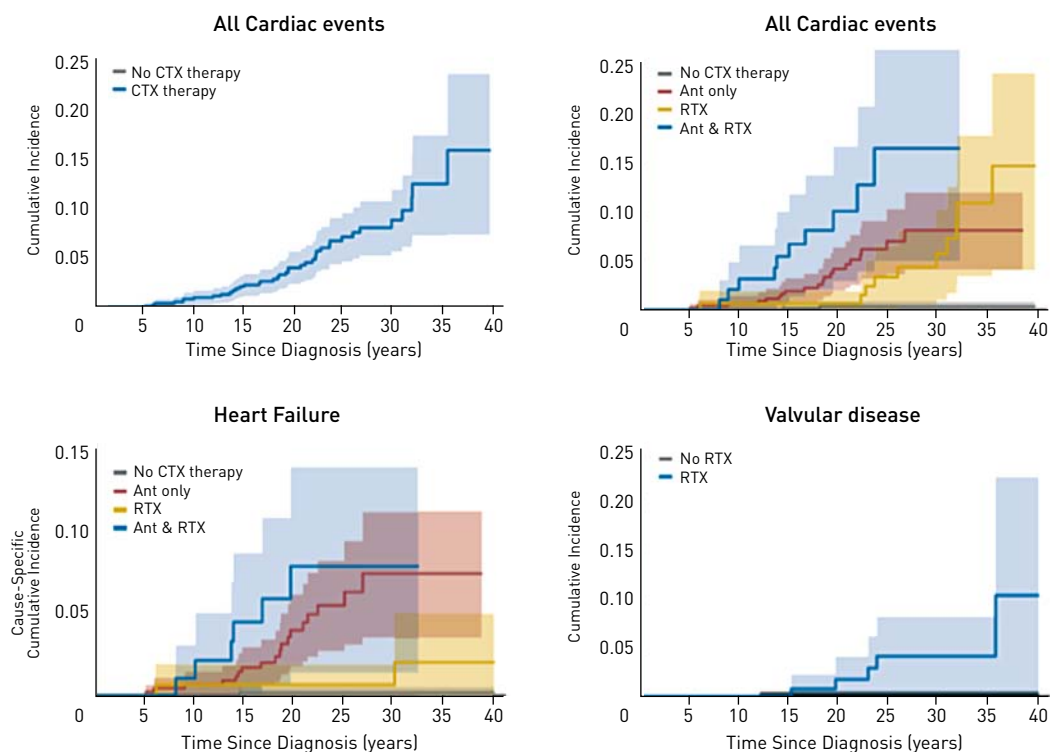 All Cardiac events
0.25
0.20
0.15
0.10
0.05
Cumulative Incidence
No CTX therapy
CTX therapy
0 5 10 15 20 25 30 35 40
Time Since Diagnosis (years)
All Cardiac events
0.25
0.20
0.15
0.10
0.05
Cumulative Incidence
No CTX therapy
Ant only
RTX
Ant & RTX
0 5 10 15 20 25 30 35 40
Time Since Diagnosis (years)
Heart Failure
0.15
0.10
0.05
Cause-Specific
Cumulative Incidence
No CTX therapy
Ant only
RTX
Ant & RTX
0 5 10 15 20 25 30 35 40
Time Since Diagnosis (years)
Valvular disease
0.25
0.20
0.15
0.10
0.05
Cumulative Incidence
No RTX
RTX
0 5 10 15 20 25 30 35 40
Time Since Diagnosis (years)